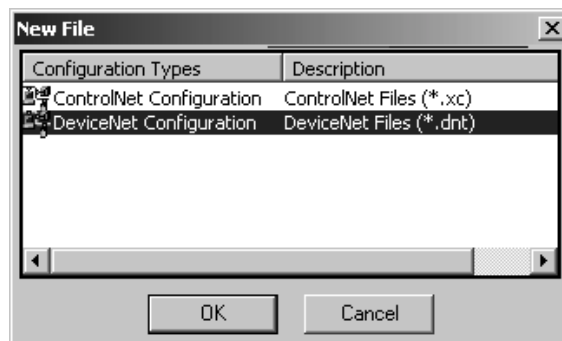 New File
Configuration Types Description
ControlNet Configuration ControlNet Files (*.xc)
DeviceNet Configuration DeviceNet Files (*.dnt)
OK Cancel